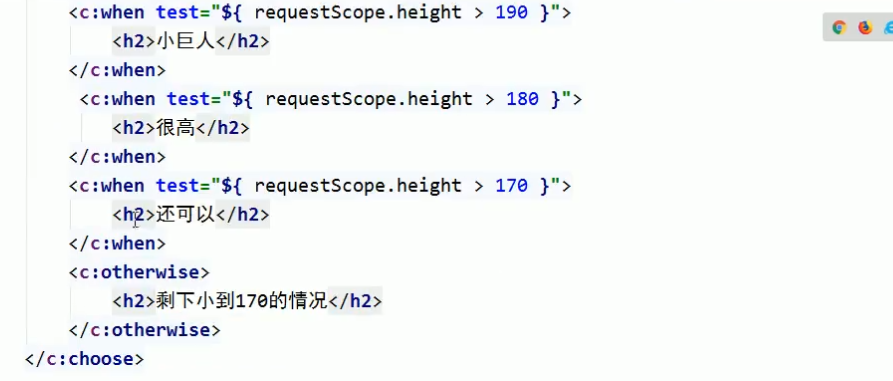 <c:when test="${ requestScope.height > 190 }">
<h2>小巨人</h2>
</c:when>
<c:when test="${ requestScope.height > 180 }">
<h2>很高</h2>
</c:when>
<c:when test="${ requestScope.height > 170 }">
<h2>还可以</h2>
</c:when>
<c:otherwise>
<h2>剩下小到170的情况</h2>
</c:otherwise>
</c:choose>